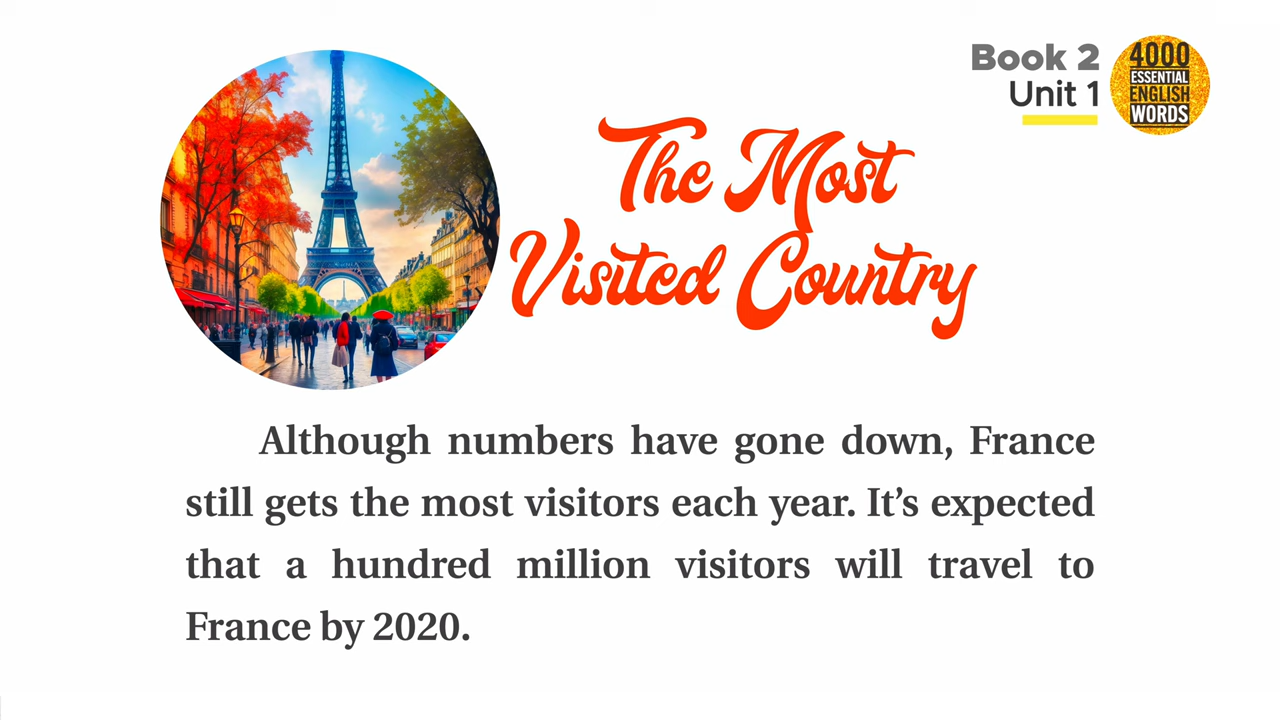 Book 2
Unit 1
4000
ESSENTIAL
ENGLISH
WORDS
The Most
Visited Country
Although numbers have gone down, France
still gets the most visitors each year. It’s expected
that a hundred million visitors will travel to
France by 2020.